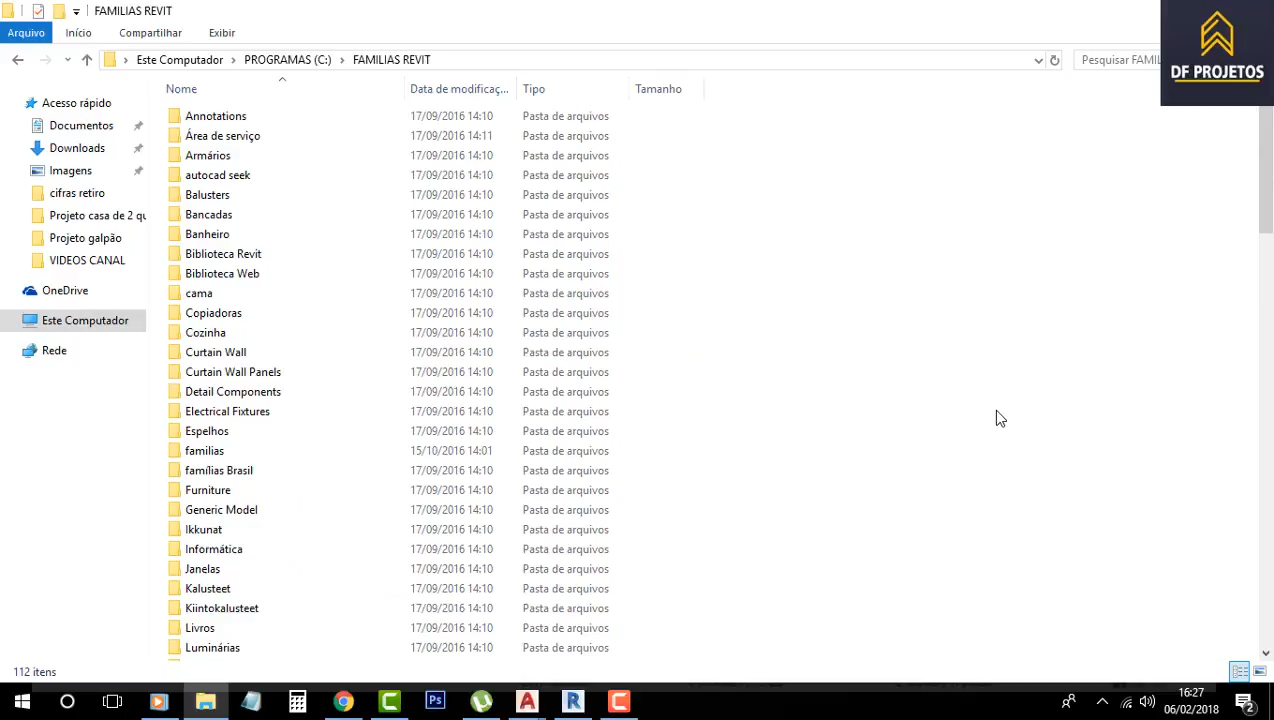 FAMILIAS REVIT
Arquivo Início Compartilhar Exibir
Este Computador PROGRAMAS (C:) FAMILIAS REVIT
Pesquisar FAMIL
DF PROJETOS
Nome Data de modificaç... Tipo Tamanho
Acesso rápido
Documentos
Downloads
Imagens
cifras retiro
Projeto casa de 2 qu
Projeto galpão
VIDEOS CANAL
OneDrive
Este Computador
Rede
Annotations 17/09/2016 14:10 Pasta de arquivos
Área de serviço 17/09/2016 14:11 Pasta de arquivos
Armários 17/09/2016 14:10 Pasta de arquivos
autocad seek 17/09/2016 14:10 Pasta de arquivos
Balusters 17/09/2016 14:10 Pasta de arquivos
Bancadas 17/09/2016 14:10 Pasta de arquivos
Banheiro 17/09/2016 14:10 Pasta de arquivos
Biblioteca Revit 17/09/2016 14:10 Pasta de arquivos
Biblioteca Web 17/09/2016 14:10 Pasta de arquivos
cama 17/09/2016 14:10 Pasta de arquivos
Copiadoras 17/09/2016 14:10 Pasta de arquivos
Cozinha 17/09/2016 14:10 Pasta de arquivos
Curtain Wall 17/09/2016 14:10 Pasta de arquivos
Curtain Wall Panels 17/09/2016 14:10 Pasta de arquivos
Detail Components 17/09/2016 14:10 Pasta de arquivos
Electrical Fixtures 17/09/2016 14:10 Pasta de arquivos
Espelhos 17/09/2016 14:10 Pasta de arquivos
familias 15/10/2016 14:01 Pasta de arquivos
famílias Brasil 17/09/2016 14:10 Pasta de arquivos
Furniture 17/09/2016 14:10 Pasta de arquivos
Generic Model 17/09/2016 14:10 Pasta de arquivos
Ikkunat 17/09/2016 14:10 Pasta de arquivos
Informática 17/09/2016 14:10 Pasta de arquivos
Janelas 17/09/2016 14:10 Pasta de arquivos
Kalusteet 17/09/2016 14:10 Pasta de arquivos
Kiintokalusteet 17/09/2016 14:10 Pasta de arquivos
Livros 17/09/2016 14:10 Pasta de arquivos
Luminárias 17/09/2016 14:10 Pasta de arquivos
112 itens
Ps
A
R
16:27
06/02/2018
2